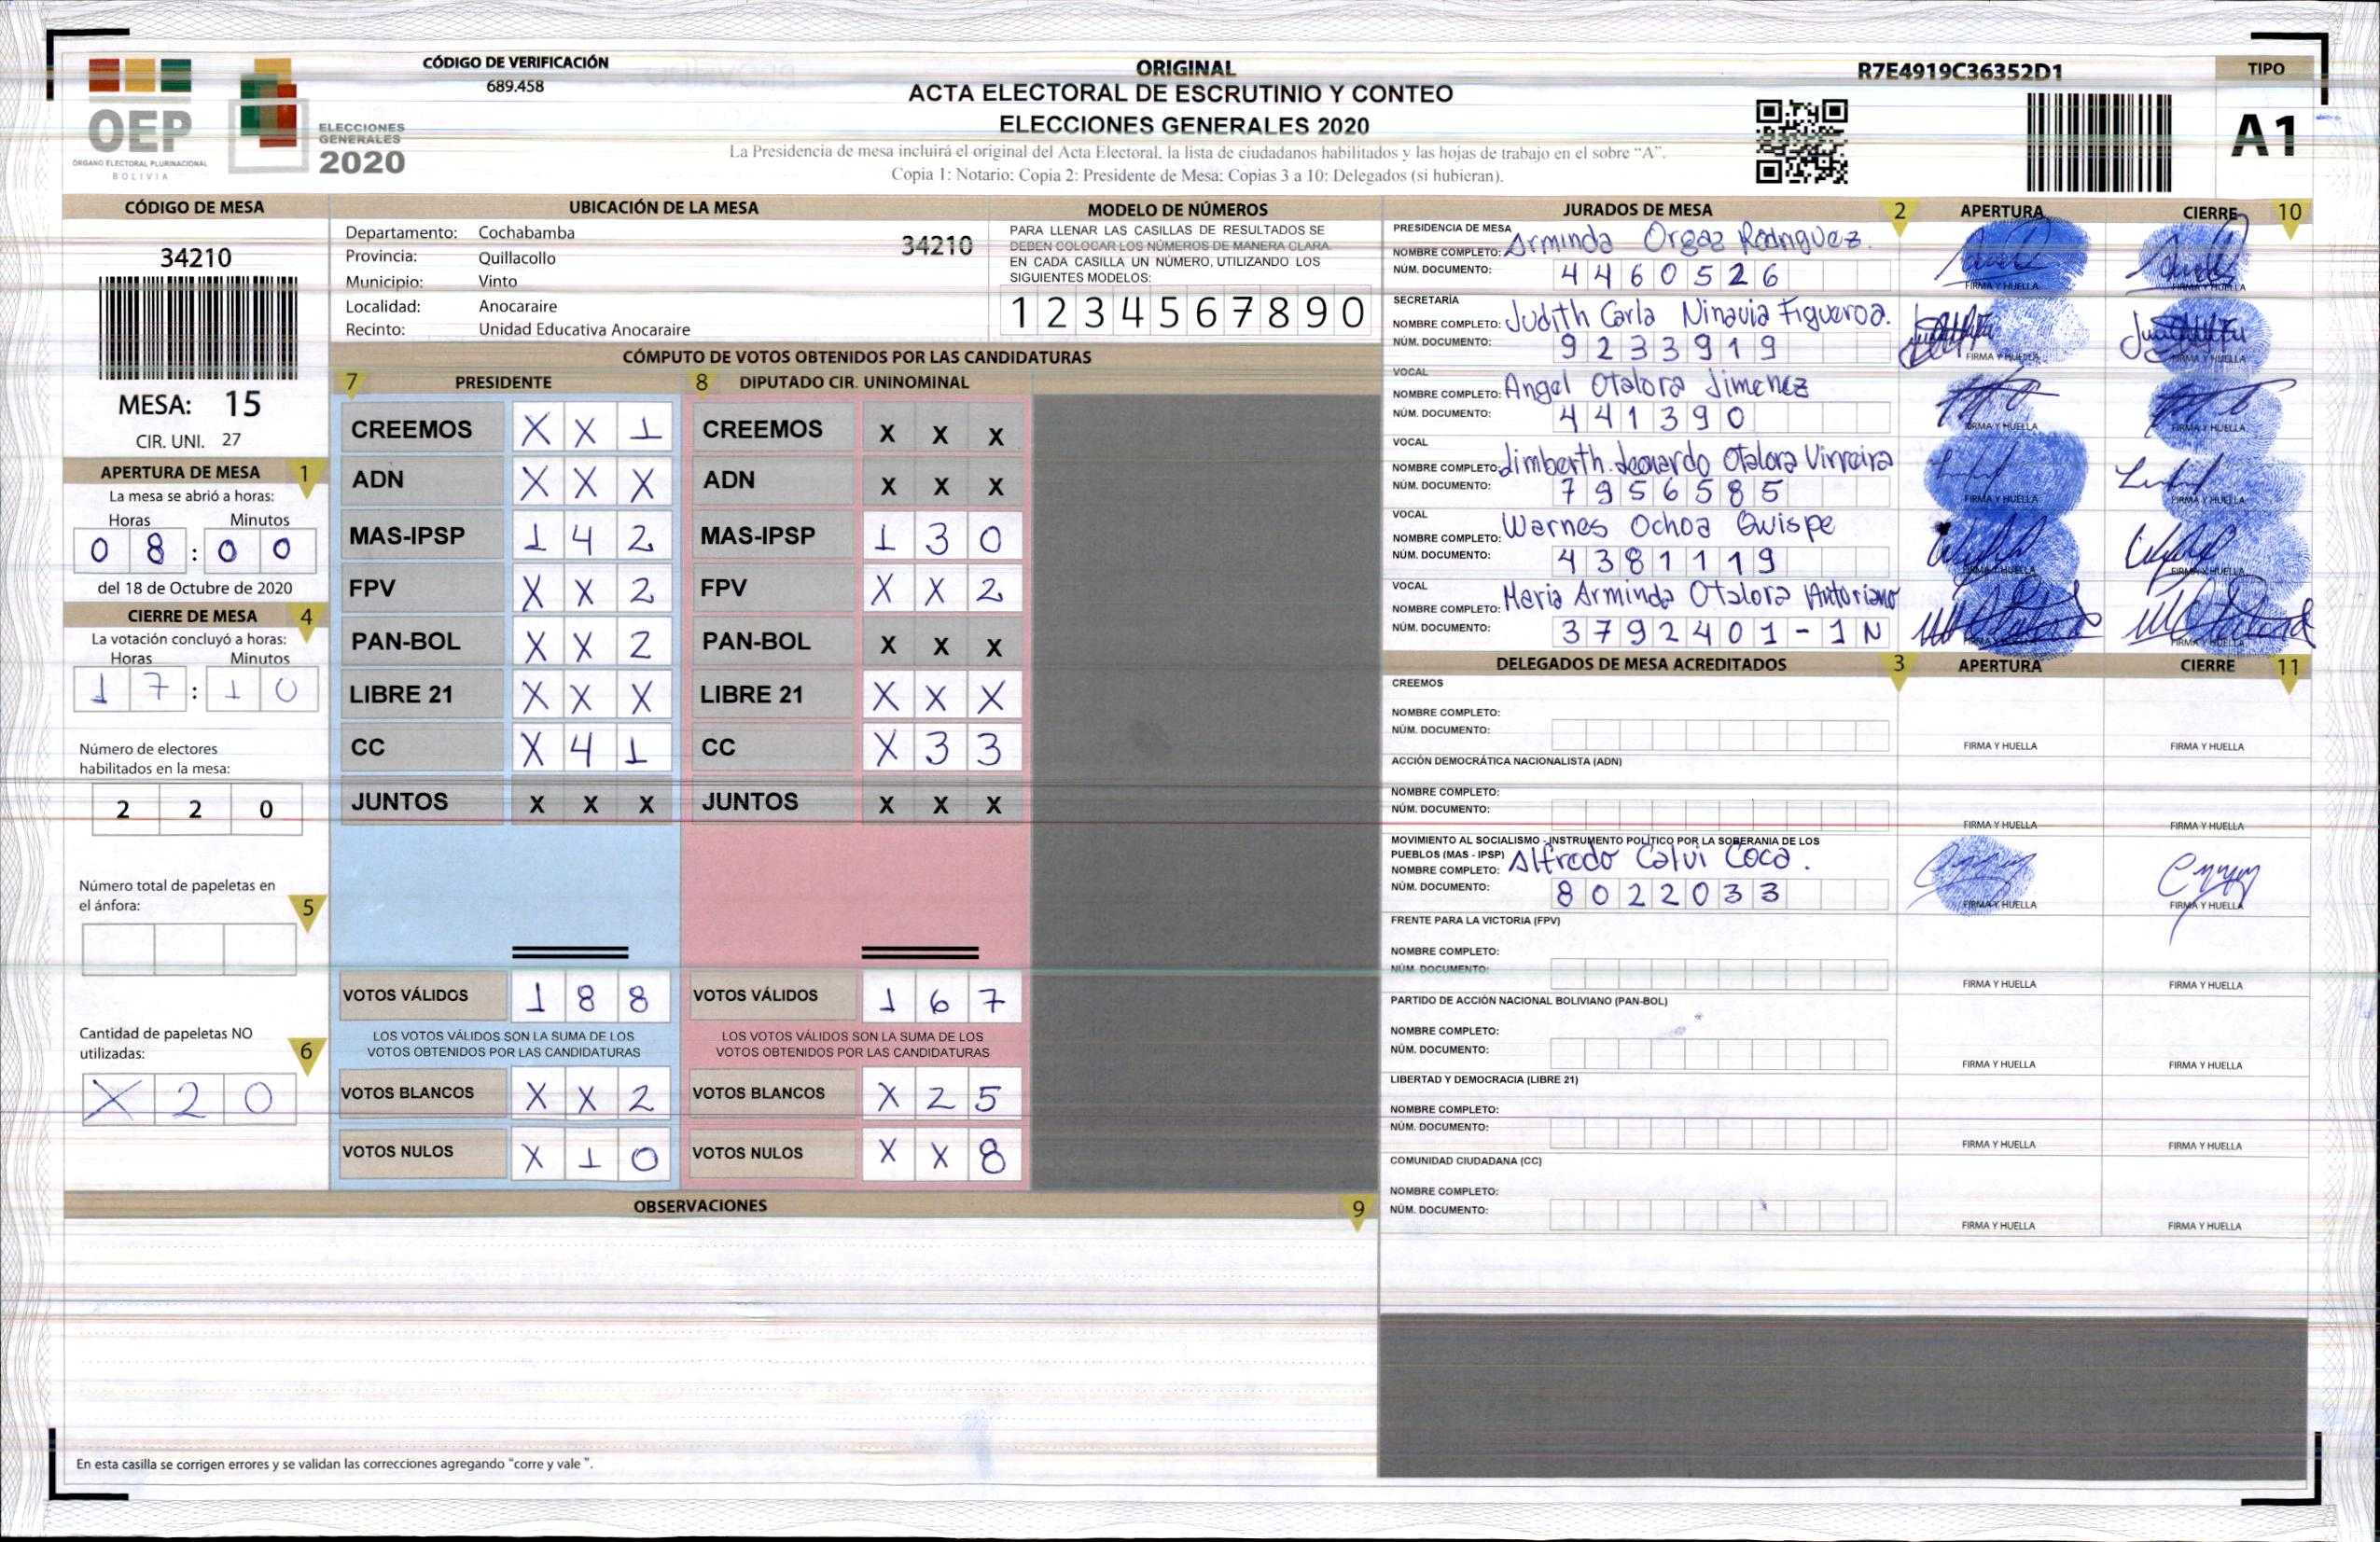 CÓDIGO DE VERIFICACIÓN
689.458
OEP
ÓRGANO ELECTORAL PLURINACIONAL
BOLIVIA
ELECCIONES
GENERALES
2020
ORIGINAL
ACTA ELECTORAL DE ESCRUTINIO Y CONTEO
ELECCIONES GENERALES 2020
La Presidencia de mesa incluirá el original del Acta Electoral, la lista de ciudadanos habilitados y las hojas de trabajo en el sobre "A".
Copia 1: Notario; Copia 2: Presidente de Mesa; Copias 3 a 10: Delegados (si hubieran).
R7E4919C36352D1
TIPO
A1
CÓDIGO DE MESA
34210
MESA: 15
CIR. UNI. 27
APERTURA DE MESA 1
La mesa se abrió a horas:
Horas Minutos
0 8 : 0 0
del 18 de Octubre de 2020
CIERRE DE MESA 4
La votación concluyó a horas:
Horas Minutos
1 7 : 1 0
Número de electores
habilitados en la mesa:
2 2 0
Número total de papeletas en
el ánfora: 5
Cantidad de papeletas NO
utilizadas: 6
X 2 0
UBICACIÓN DE LA MESA
Departamento: Cochabamba 34210
Provincia: Quillacollo
Municipio: Vinto
Localidad: Anocaraire
Recinto: Unidad Educativa Anocaraire
MODELO DE NÚMEROS
PARA LLENAR LAS CASILLAS DE RESULTADOS SE
DEBEN COLOCAR LOS NÚMEROS DE MANERA CLARA
EN CADA CASILLA UN NÚMERO, UTILIZANDO LOS
SIGUIENTES MODELOS:
1 2 3 4 5 6 7 8 9 0
CÓMPUTO DE VOTOS OBTENIDOS POR LAS CANDIDATURAS
7 PRESIDENTE 8 DIPUTADO CIR. UNINOMINAL
CREEMOS X X 1 CREEMOS X X X
ADN X X X ADN X X X
MAS-IPSP 1 4 2 MAS-IPSP 1 3 0
FPV X X 2 FPV X X 2
PAN-BOL X X 2 PAN-BOL X X X
LIBRE 21 X X X LIBRE 21 X X X
CC X 4 1 CC X 3 3
JUNTOS X X X JUNTOS X X X
VOTOS VÁLIDOS 1 8 8 VOTOS VÁLIDOS 1 6 7
LOS VOTOS VÁLIDOS SON LA SUMA DE LOS LOS VOTOS VÁLIDOS SON LA SUMA DE LOS
VOTOS OBTENIDOS POR LAS CANDIDATURAS VOTOS OBTENIDOS POR LAS CANDIDATURAS
VOTOS BLANCOS X X 2 VOTOS BLANCOS X 2 5
VOTOS NULOS X 1 0 VOTOS NULOS X X 8
OBSERVACIONES 9
En esta casilla se corrigen errores y se validan las correcciones agregando "corre y vale".
JURADOS DE MESA 2 APERTURA CIERRE 10
PRESIDENCIA DE MESA
NOMBRE COMPLETO: Arminda Orgaz Rodriguez.
NÚM. DOCUMENTO: 4 4 6 0 5 2 6 FIRMA Y HUELLA FIRMA Y HUELLA
SECRETARÍA
NOMBRE COMPLETO: Judith Carla Ninavia Figueroa.
NÚM. DOCUMENTO: 9 2 3 3 9 1 9 FIRMA Y HUELLA FIRMA Y HUELLA
VOCAL
NOMBRE COMPLETO: Angel Otalora Jimenez
NÚM. DOCUMENTO: 4 4 1 3 9 0 FIRMA Y HUELLA FIRMA Y HUELLA
VOCAL
NOMBRE COMPLETO: Limberth Leonardo Otalora Virreira
NÚM. DOCUMENTO: 7 9 5 6 5 8 5 FIRMA Y HUELLA FIRMA Y HUELLA
VOCAL
NOMBRE COMPLETO: Warnes Ochoa Quispe
NÚM. DOCUMENTO: 4 3 8 1 1 1 9 FIRMA Y HUELLA FIRMA Y HUELLA
VOCAL
NOMBRE COMPLETO: Maria Arminda Otalora
NÚM. DOCUMENTO: 3 7 9 2 4 0 1 - 1 N FIRMA Y HUELLA FIRMA Y HUELLA
DELEGADOS DE MESA ACREDITADOS 3 APERTURA CIERRE 11
CREEMOS
NOMBRE COMPLETO:
NÚM. DOCUMENTO: FIRMA Y HUELLA FIRMA Y HUELLA
ACCIÓN DEMOCRÁTICA NACIONALISTA (ADN)
NOMBRE COMPLETO:
NÚM. DOCUMENTO: FIRMA Y HUELLA FIRMA Y HUELLA
MOVIMIENTO AL SOCIALISMO - INSTRUMENTO POLÍTICO POR LA SOBERANIA DE LOS
PUEBLOS (MAS - IPSP)
NOMBRE COMPLETO: Alfredo Calvi Coca.
NÚM. DOCUMENTO: 8 0 2 2 0 3 3 FIRMA Y HUELLA FIRMA Y HUELLA
FRENTE PARA LA VICTORIA (FPV)
NOMBRE COMPLETO:
NÚM. DOCUMENTO: FIRMA Y HUELLA FIRMA Y HUELLA
PARTIDO DE ACCIÓN NACIONAL BOLIVIANO (PAN-BOL)
NOMBRE COMPLETO:
NÚM. DOCUMENTO: FIRMA Y HUELLA FIRMA Y HUELLA
LIBERTAD Y DEMOCRACIA (LIBRE 21)
NOMBRE COMPLETO:
NÚM. DOCUMENTO: FIRMA Y HUELLA FIRMA Y HUELLA
COMUNIDAD CIUDADANA (CC)
NOMBRE COMPLETO:
NÚM. DOCUMENTO: FIRMA Y HUELLA FIRMA Y HUELLA